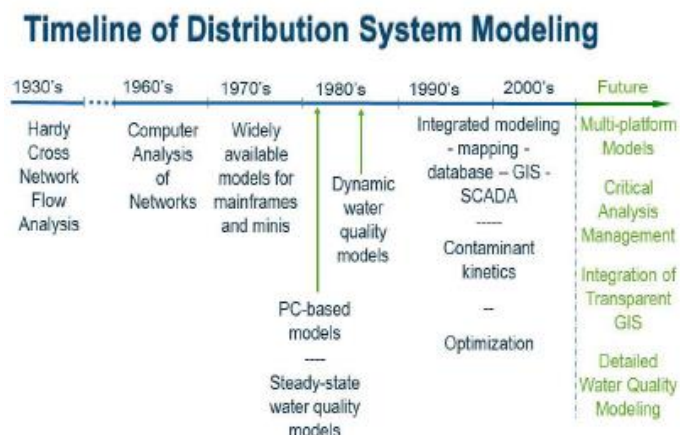 Timeline of Distribution System Modeling
1930's
1960's
1970's
1980's
1990's
2000's
Future
Hardy
Cross
Network
Flow
Analysis
Computer
Analysis
of
Networks
Widely
available
models for
mainframes
and minis
PC-based
models
----
Steady-state
water quality
models
Dynamic
water
quality
models
Integrated modeling
- mapping -
database – GIS -
SCADA
-----
Contaminant
kinetics
--
Optimization
Multi-platform
Models
Critical
Analysis
Management
Integration of
Transparent
GIS
Detailed
Water Quality
Modeling